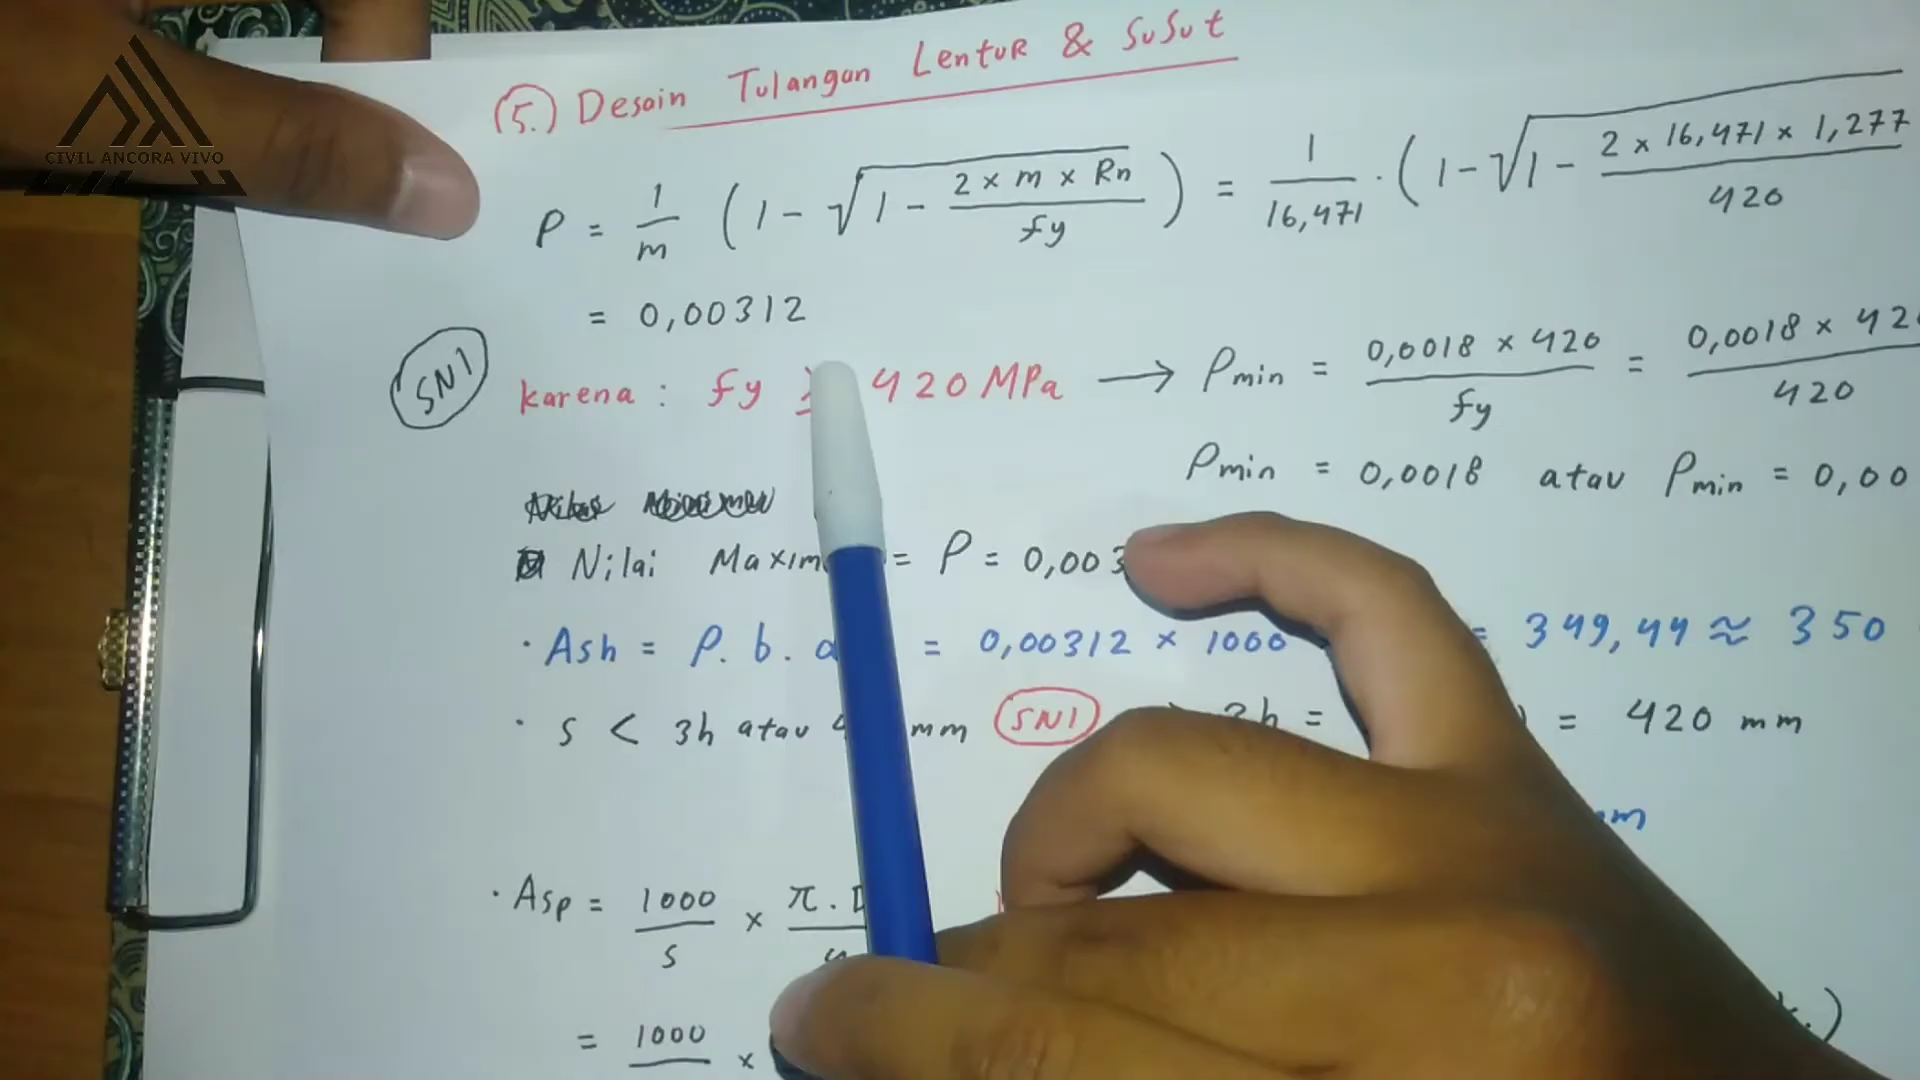 CIVIL ANCORA VIVO
5. Desain Tulangan Lentur & Susut
ρ = 1/m (1 - √1 - 2 x m x Rn / fy) = 1/16,471 . (1 - √1 - 2 x 16,471 x 1,277 / 420
= 0,00312
SNI
karena : fy ≥ 420 MPa → ρmin = 0,0018 x 420 / fy = 0,0018 x 42 / 420
ρmin = 0,0018 atau ρmin = 0,00
Nilai = ρ = 0,003
. Ash = ρ. b. = 0,00312 x 1000 = 349,44 ≈ 350
. s < 3h atau mm SNI 3h = = 420 mm
mm
. Asp = 1000/s x π.
= 1000 x